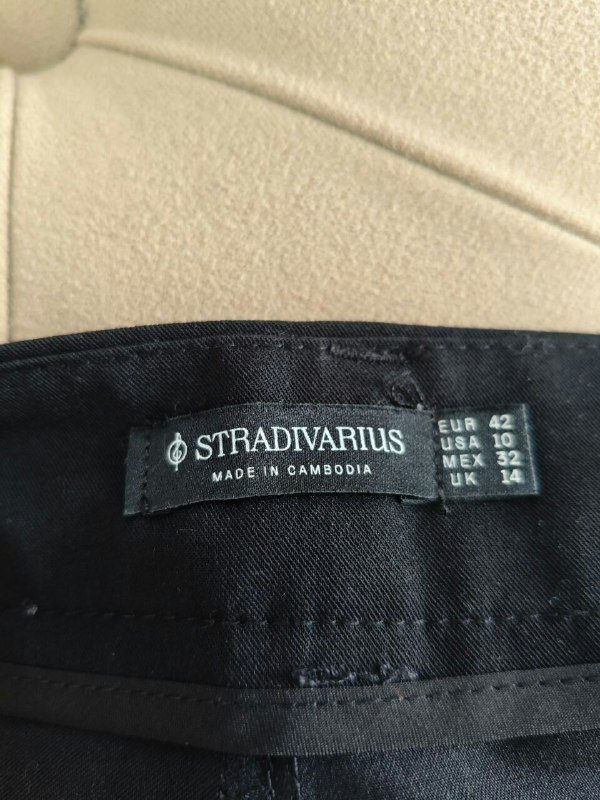 STRADIVARIUS
MADE IN CAMBODIA
EUR 42
USA 10
MEX 32
UK 14